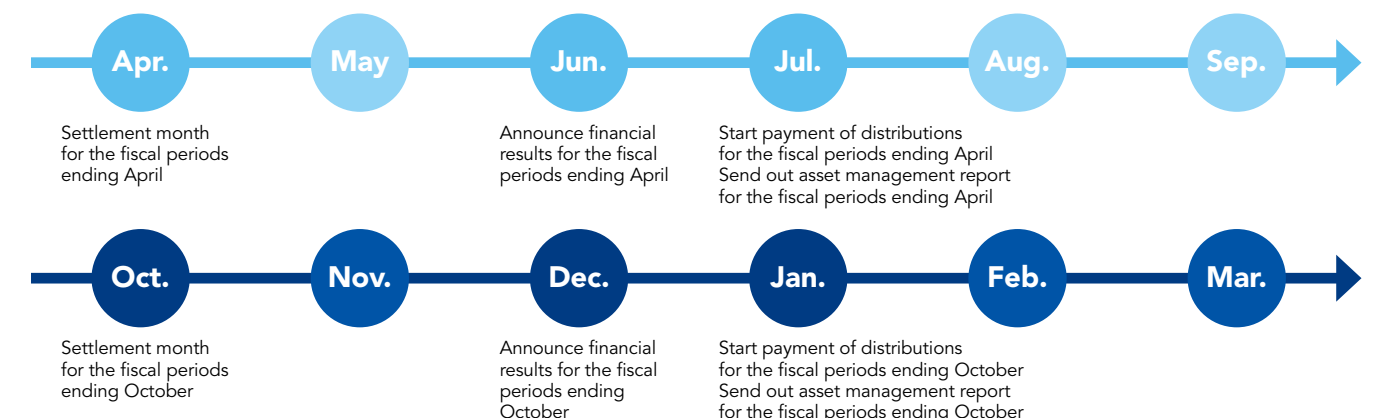 Apr.
May
Jun.
Jul.
Aug.
Sep.
Settlement month
for the fiscal periods
ending April
Announce financial
results for the fiscal
periods ending April
Start payment of distributions
for the fiscal periods ending April
Send out asset management report
for the fiscal periods ending April
Oct.
Nov.
Dec.
Jan.
Feb.
Mar.
Settlement month
for the fiscal periods
ending October
Announce financial
results for the fiscal
periods ending
October
Start payment of distributions
for the fiscal periods ending October
Send out asset management report
for the fiscal periods ending October